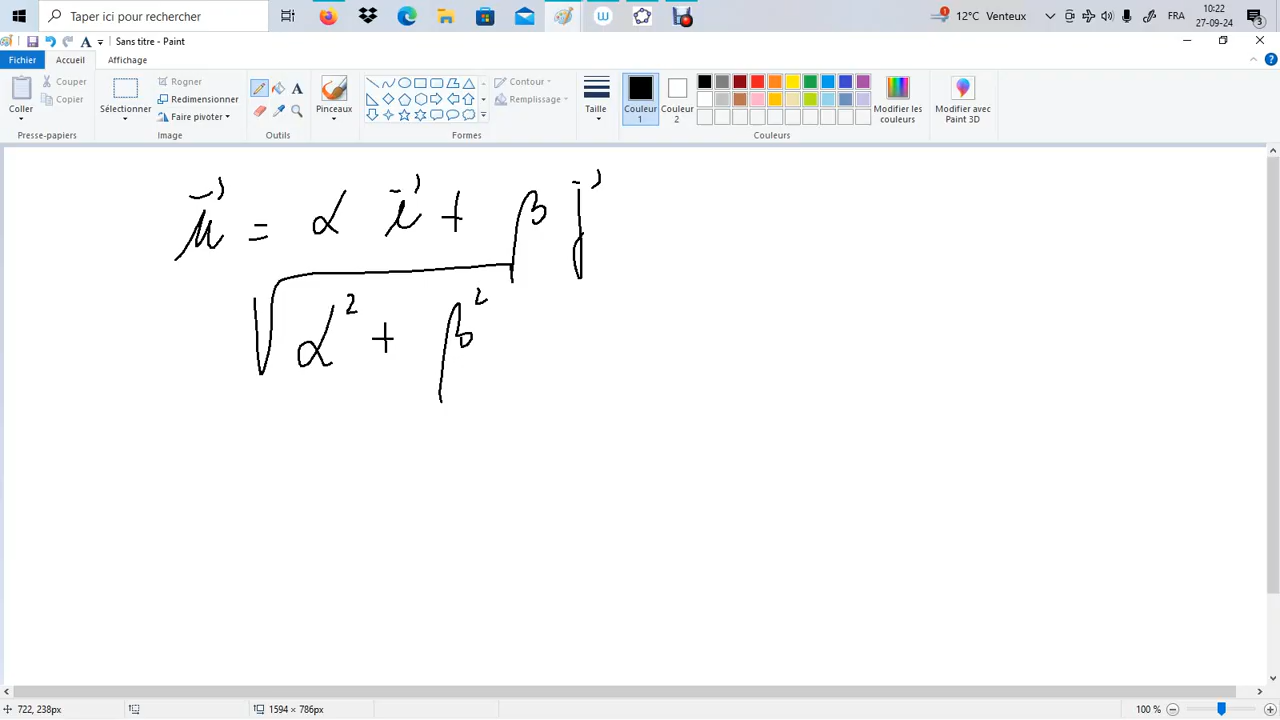 Taper ici pour rechercher
12°C Venteux
FRA
10:22
27-09-24
3
Sans titre - Paint
Fichier
Accueil
Affichage
Coller
Couper
Copier
Presse-papiers
Sélectionner
Rogner
Redimensionner
Faire pivoter
Image
A
Outils
Pinceaux
Contour
Remplissage
Formes
Taille
Couleur 1
Couleur 2
Modifier les couleurs
Couleurs
Modifier avec Paint 3D
u⃗ = α i⃗ + β j⃗
√(α² + β²)
722, 238px
1594 × 786px
100 %